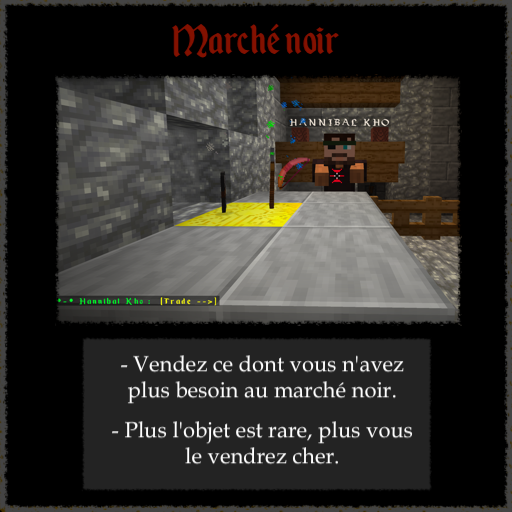 Marché noir
HANNIBAL KHO
*-* Hannibal Kho : [Trade -->]
- Vendez ce dont vous n'avez
plus besoin au marché noir.
- Plus l'objet est rare, plus vous
le vendrez cher.